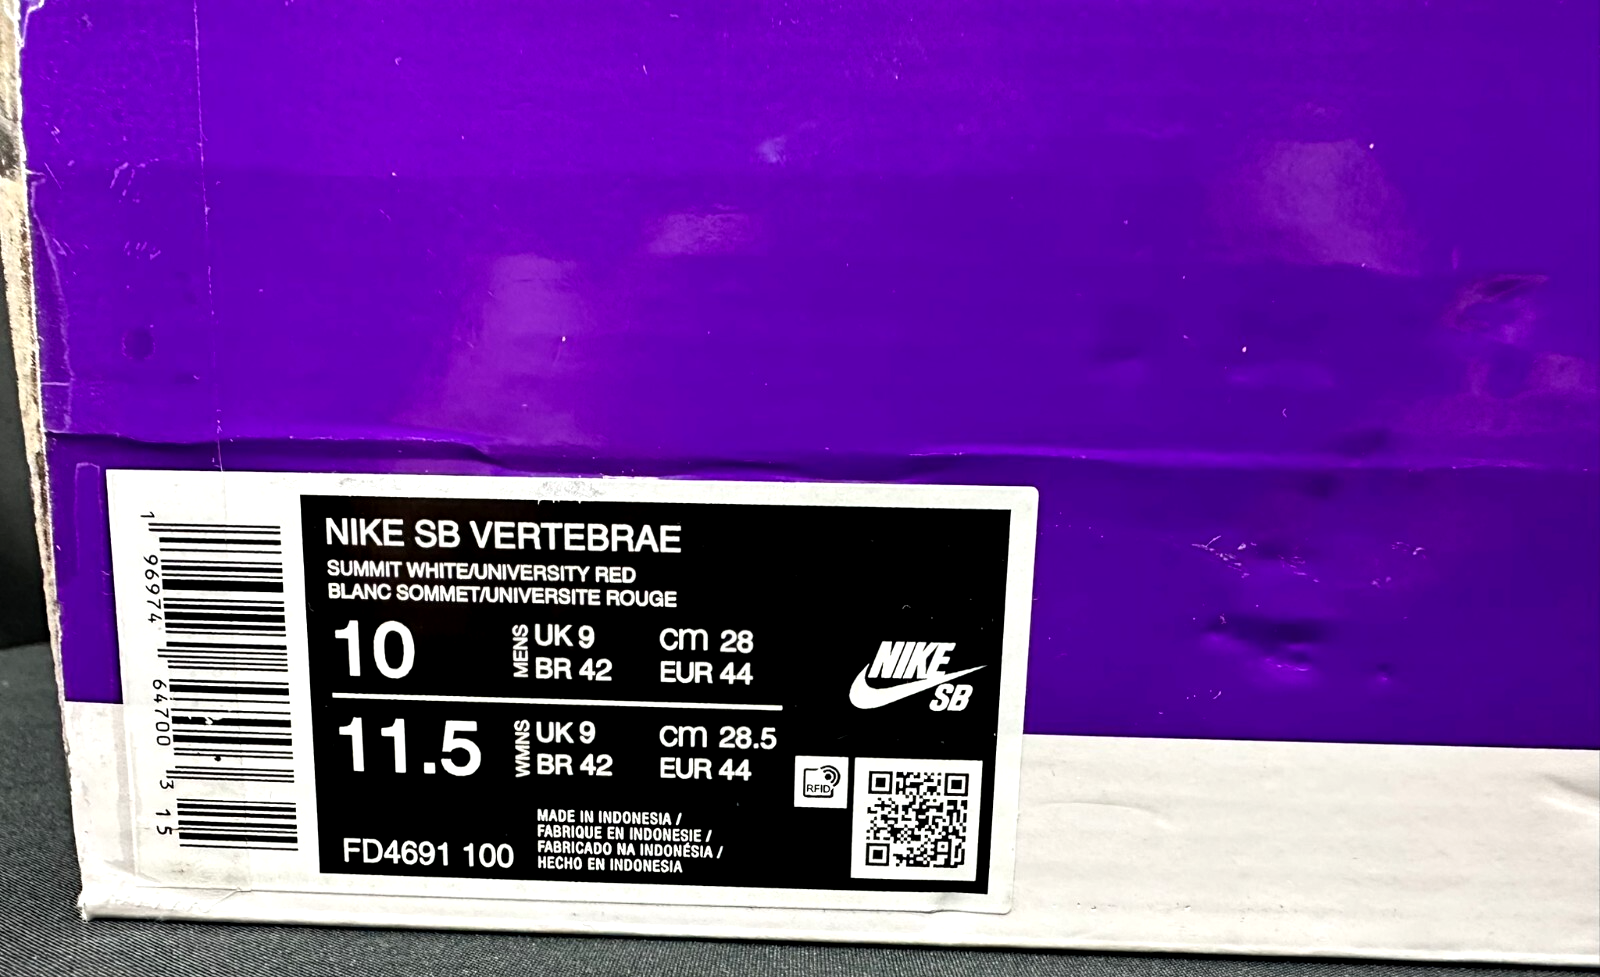 NIKE SB VERTEBRAE
SUMMIT WHITE/UNIVERSITY RED
BLANC SOMMET/UNIVERSITE ROUGE
10 MENS UK 9 cm 28
BR 42 EUR 44
11.5 WMNS UK 9 cm 28.5
BR 42 EUR 44
NIKE
SB
RFID
FD4691 100
MADE IN INDONESIA /
FABRIQUE EN INDONESIE /
FABRICADO NA INDONÉSIA /
HECHO EN INDONESIA
1 96974 64700 3 15